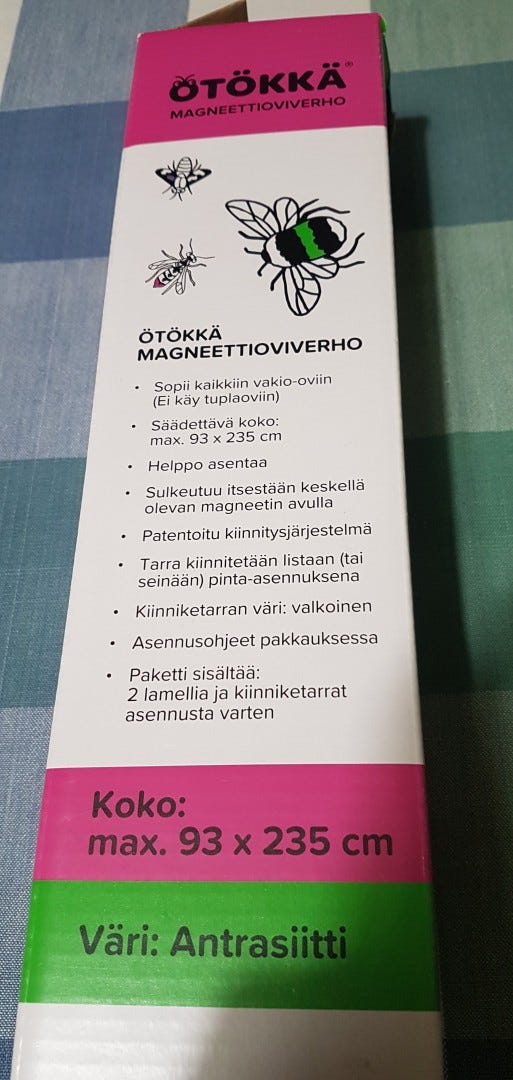 ÖTÖKKÄ®
MAGNEETTIOVIVERHO
ÖTÖKKÄ
MAGNEETTIOVIVERHO
• Sopii kaikkiin vakio-oviin
(Ei käy tuplaoviin)
• Säädettävä koko:
max. 93 x 235 cm
• Helppo asentaa
• Sulkeutuu itsestään keskellä
olevan magneetin avulla
• Patentoitu kiinnitysjärjestelmä
• Tarra kiinnitetään listaan (tai
seinään) pinta-asennuksena
• Kiinniketarran väri: valkoinen
• Asennusohjeet pakkauksessa
• Paketti sisältää:
2 lamellia ja kiinniketarrat
asennusta varten
Koko:
max. 93 x 235 cm
Väri: Antrasiitti